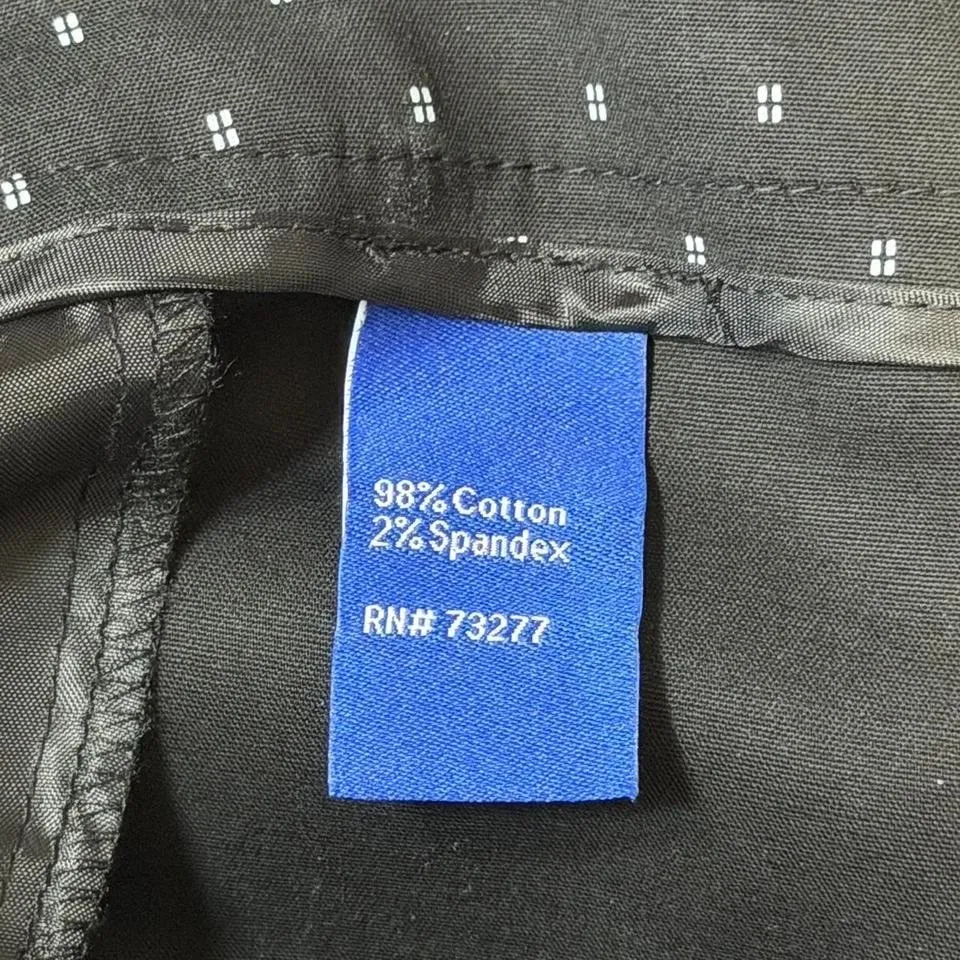 98% Cotton
2% Spandex
RN# 73277